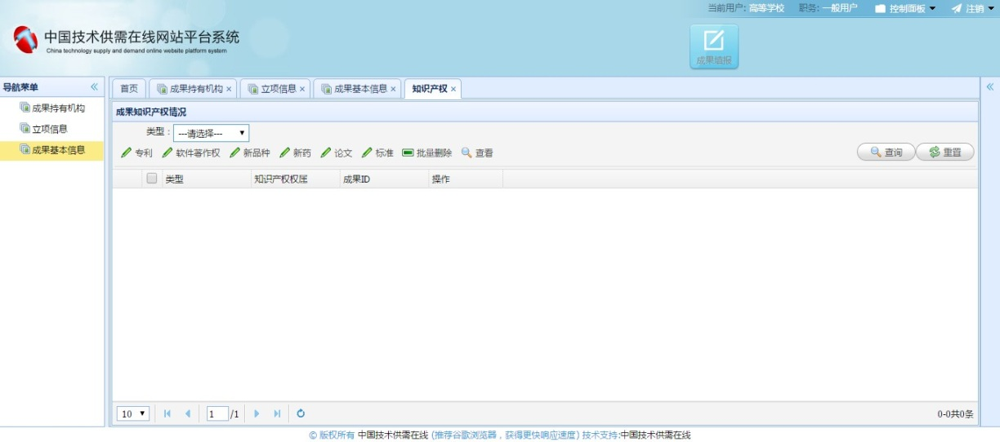 当前用户: 高等学校 职务: 一般用户 控制面板 注销
中国技术供需在线网站平台系统
China technology supply and demand online website platform system
成果填报
导航菜单
首页 成果持有机构 × 立项信息 × 成果基本信息 × 知识产权 ×
成果持有机构
立项信息
成果基本信息
成果知识产权情况
类型: ---请选择---
专利 软件著作权 新品种 新药 论文 标准 批量删除 查看 查询 重置
类型 知识产权权属 成果ID 操作
10 1 /1 0-0共0条
© 版权所有 中国技术供需在线 (推荐谷歌浏览器，获得更快响应速度) 技术支持:中国技术供需在线